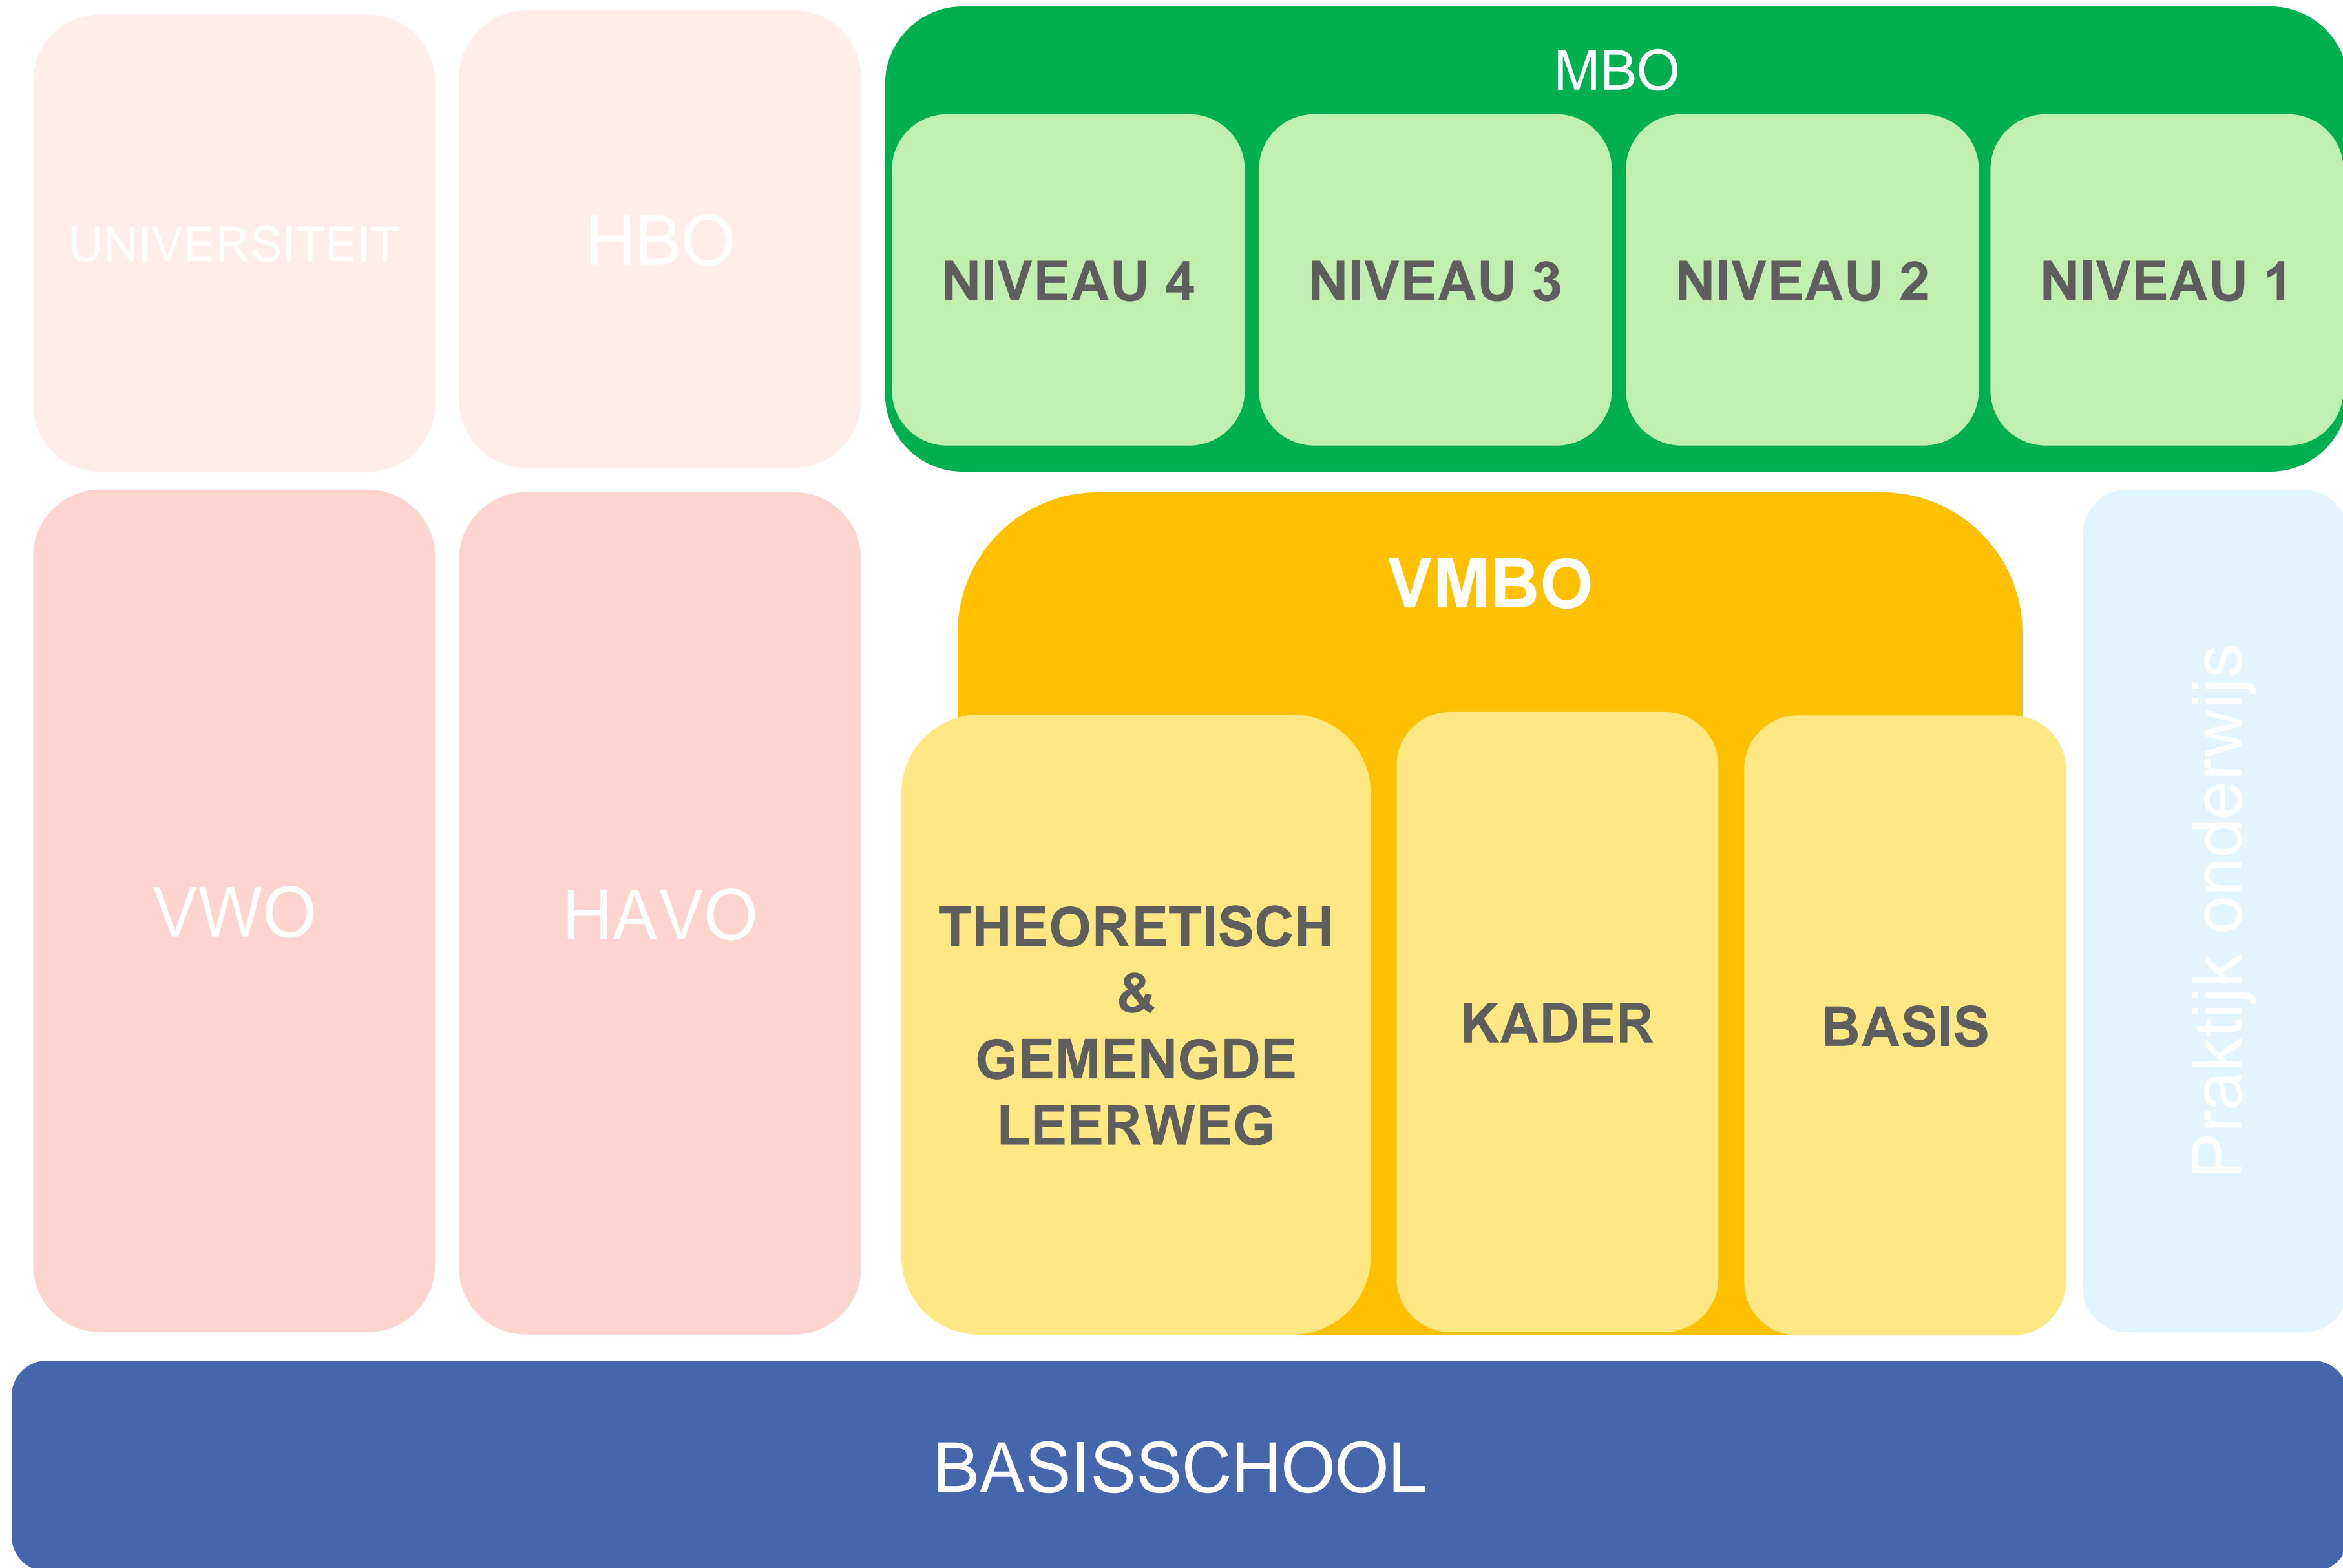 MBO
UNIVERSITEIT
HBO
NIVEAU 4
NIVEAU 3
NIVEAU 2
NIVEAU 1
VMBO
VWO
HAVO
THEORETISCH
&
GEMENGDE
LEERWEG
KADER
BASIS
Praktijk onderwijs
BASISSCHOOL